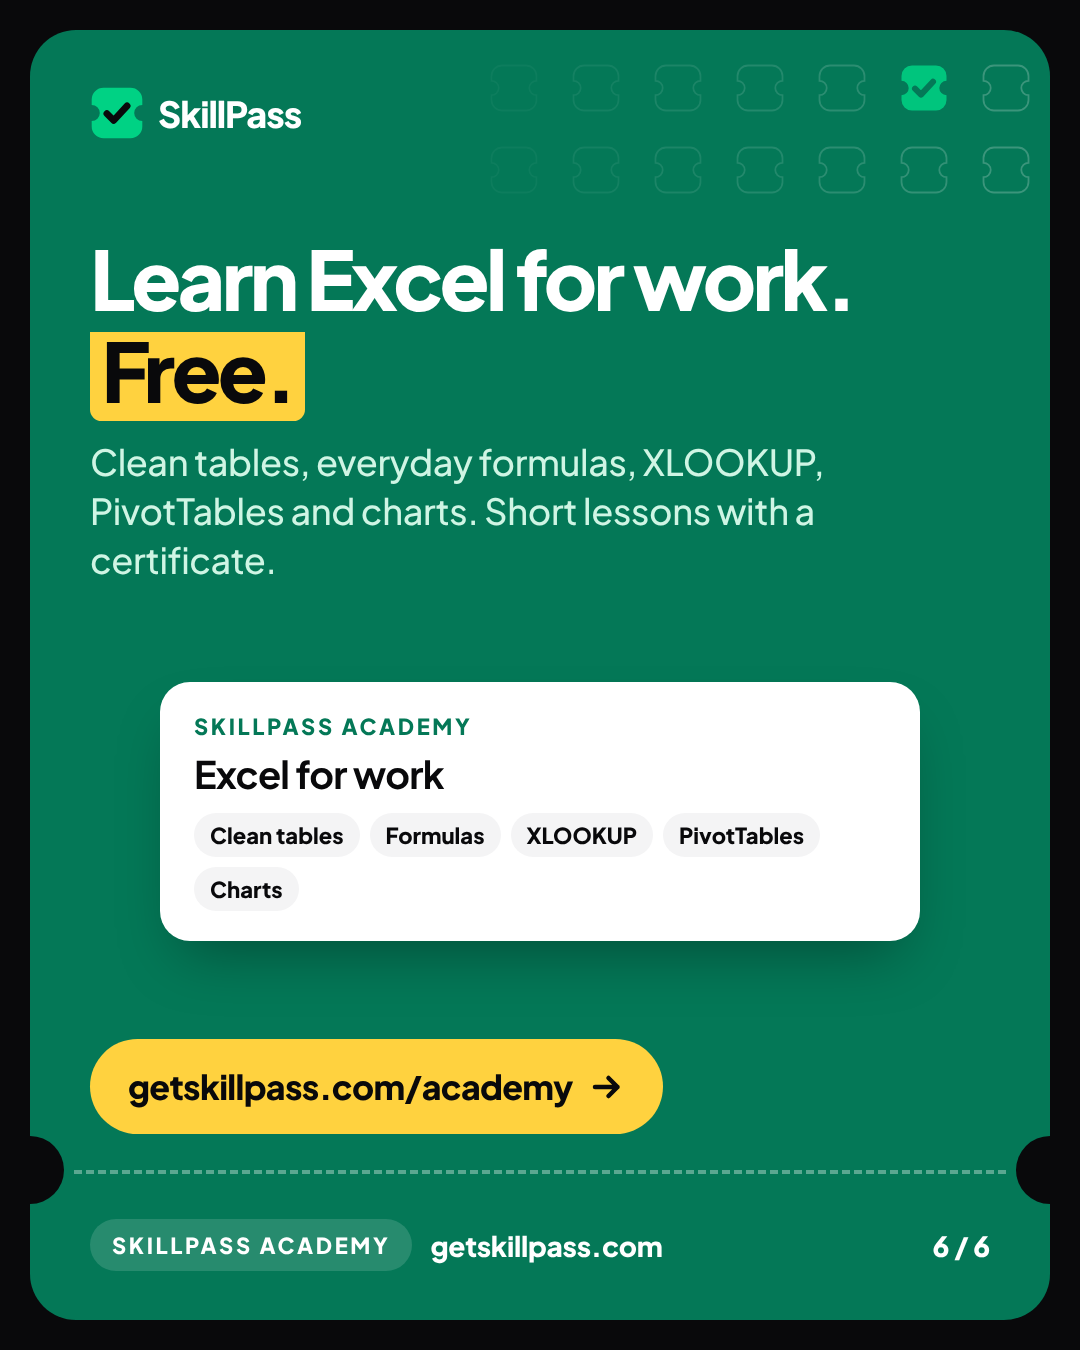 SkillPass
Learn Excel for work.
Free.
Clean tables, everyday formulas, XLOOKUP,
PivotTables and charts. Short lessons with a
certificate.
SKILLPASS ACADEMY
Excel for work
Clean tables Formulas XLOOKUP PivotTables
Charts
getskillpass.com/academy →
SKILLPASS ACADEMY getskillpass.com 6 / 6